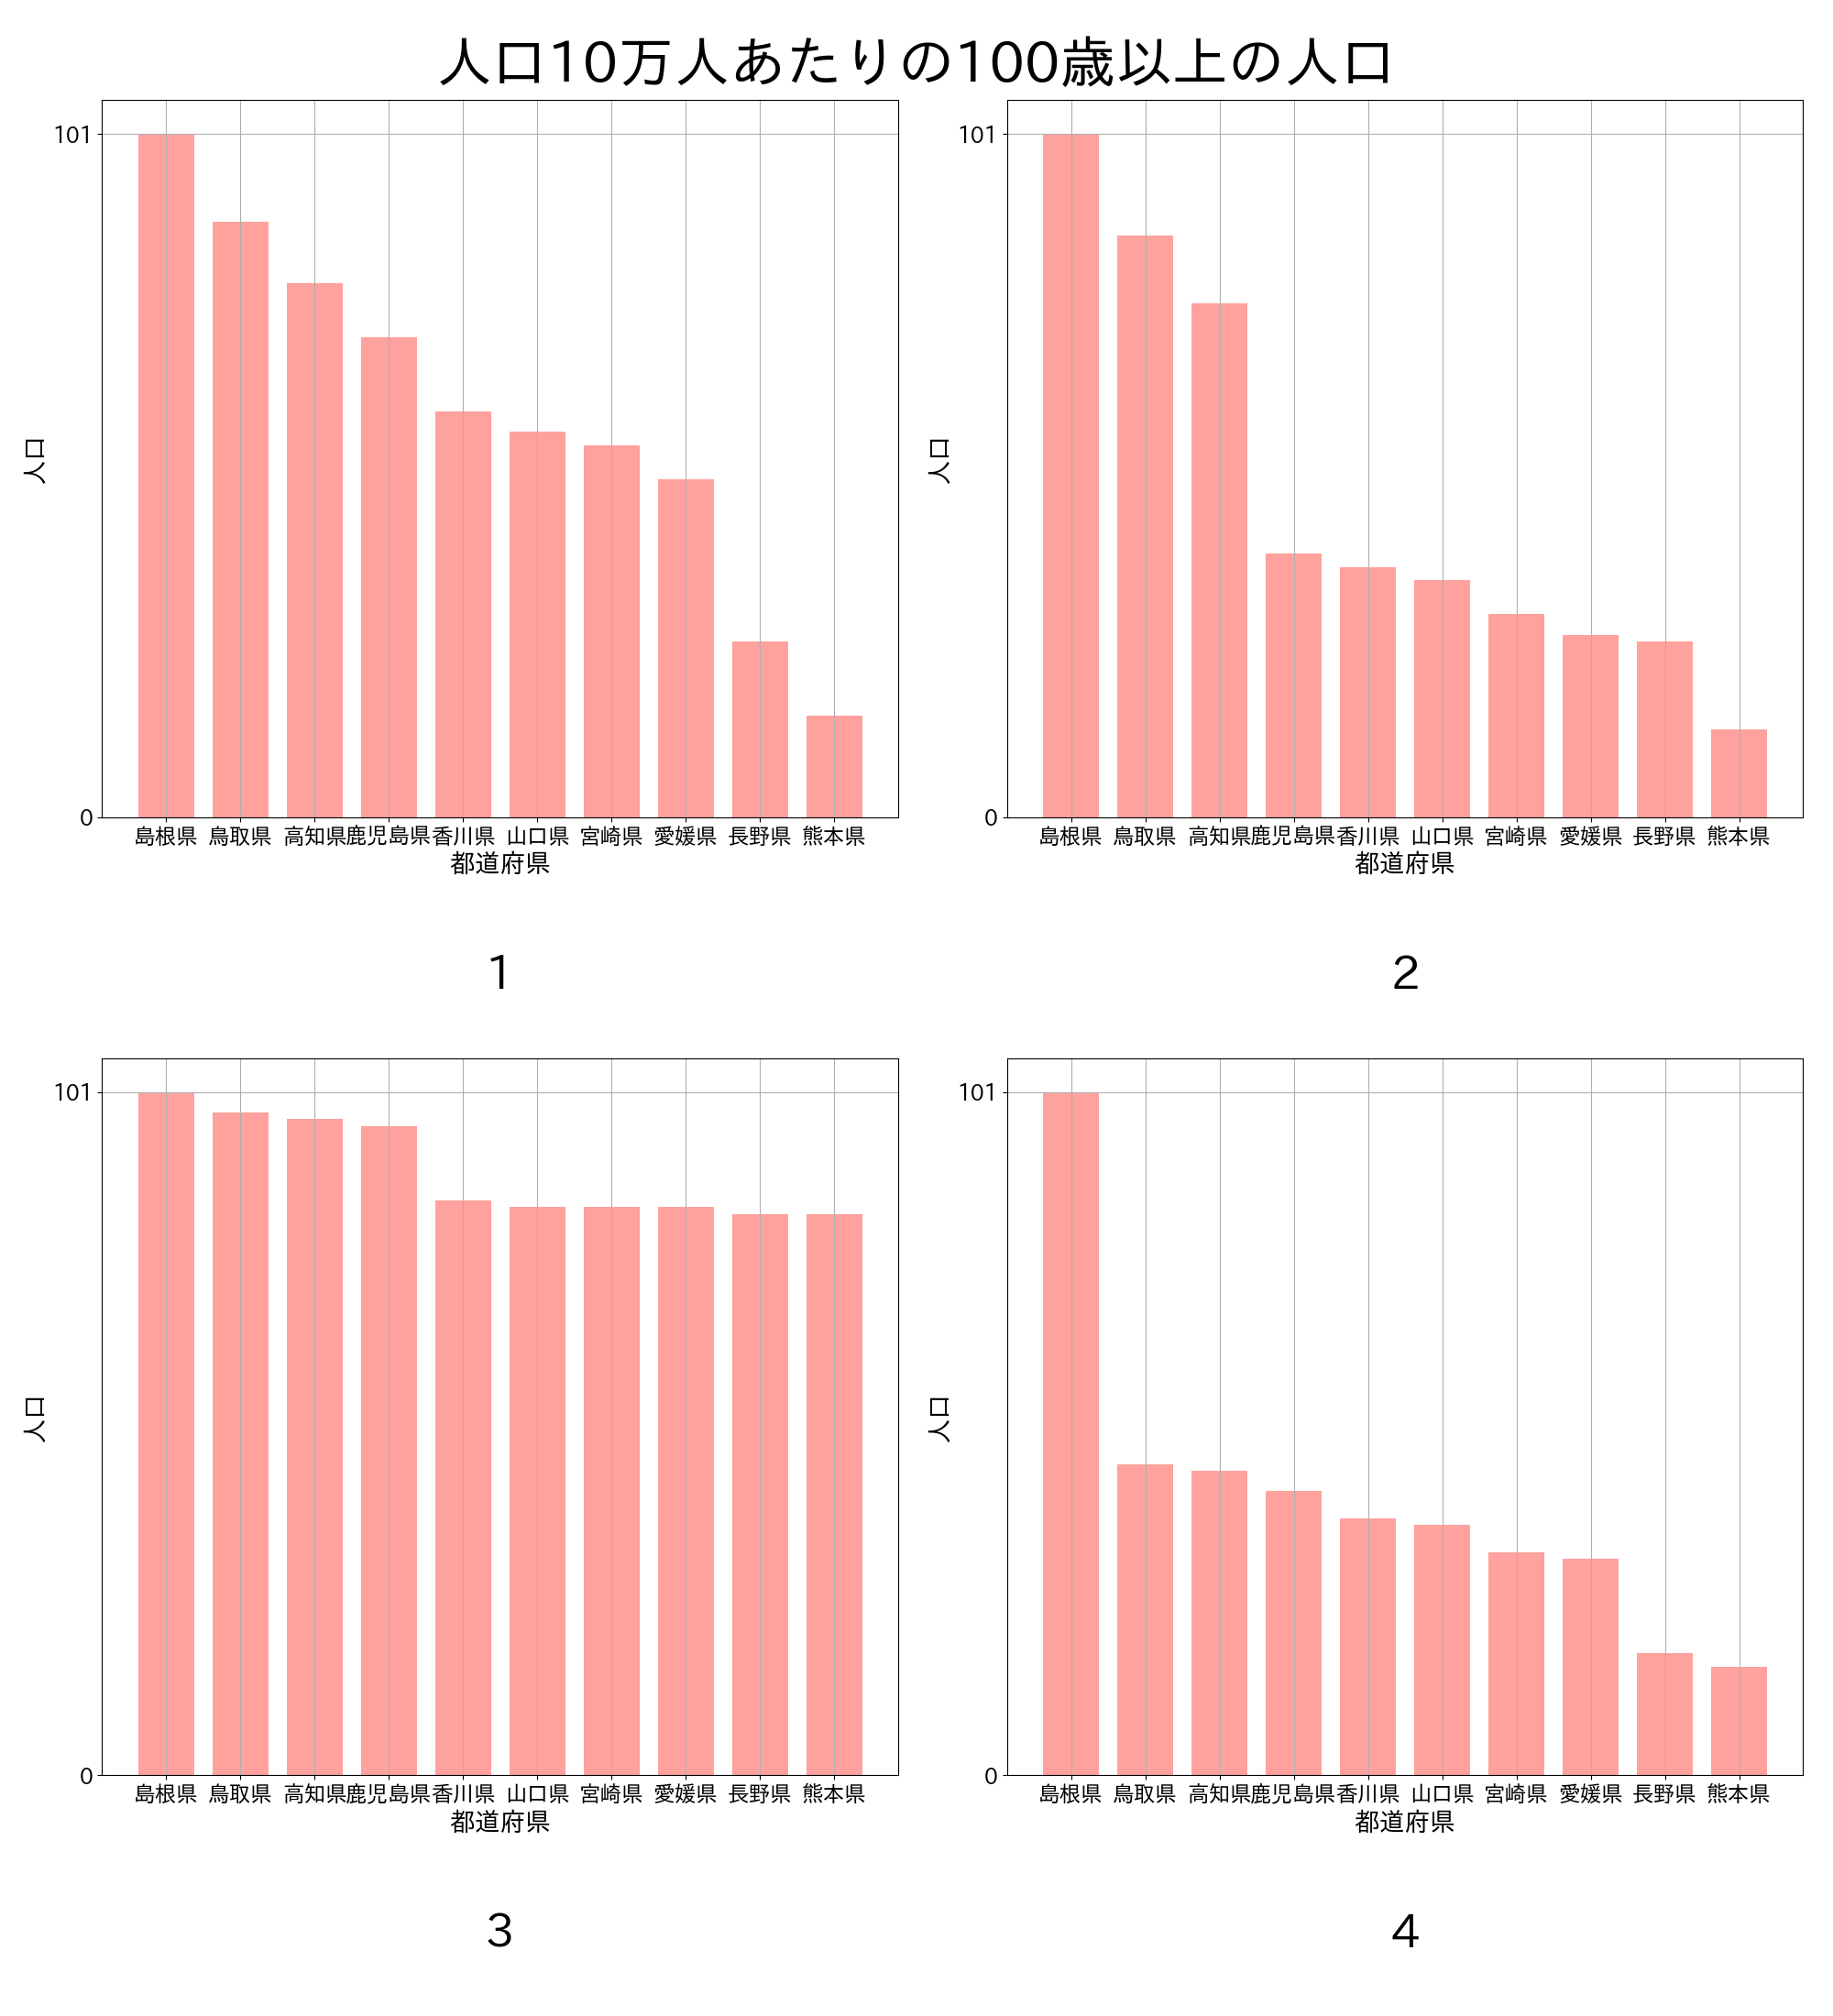 人口10万人あたりの100歳以上の人口
101
0
人口
島根県 鳥取県 高知県 鹿児島県 香川県 山口県 宮崎県 愛媛県 長野県 熊本県
都道府県
1
101
0
人口
島根県 鳥取県 高知県 鹿児島県 香川県 山口県 宮崎県 愛媛県 長野県 熊本県
都道府県
2
101
0
人口
島根県 鳥取県 高知県 鹿児島県 香川県 山口県 宮崎県 愛媛県 長野県 熊本県
都道府県
3
101
0
人口
島根県 鳥取県 高知県 鹿児島県 香川県 山口県 宮崎県 愛媛県 長野県 熊本県
都道府県
4